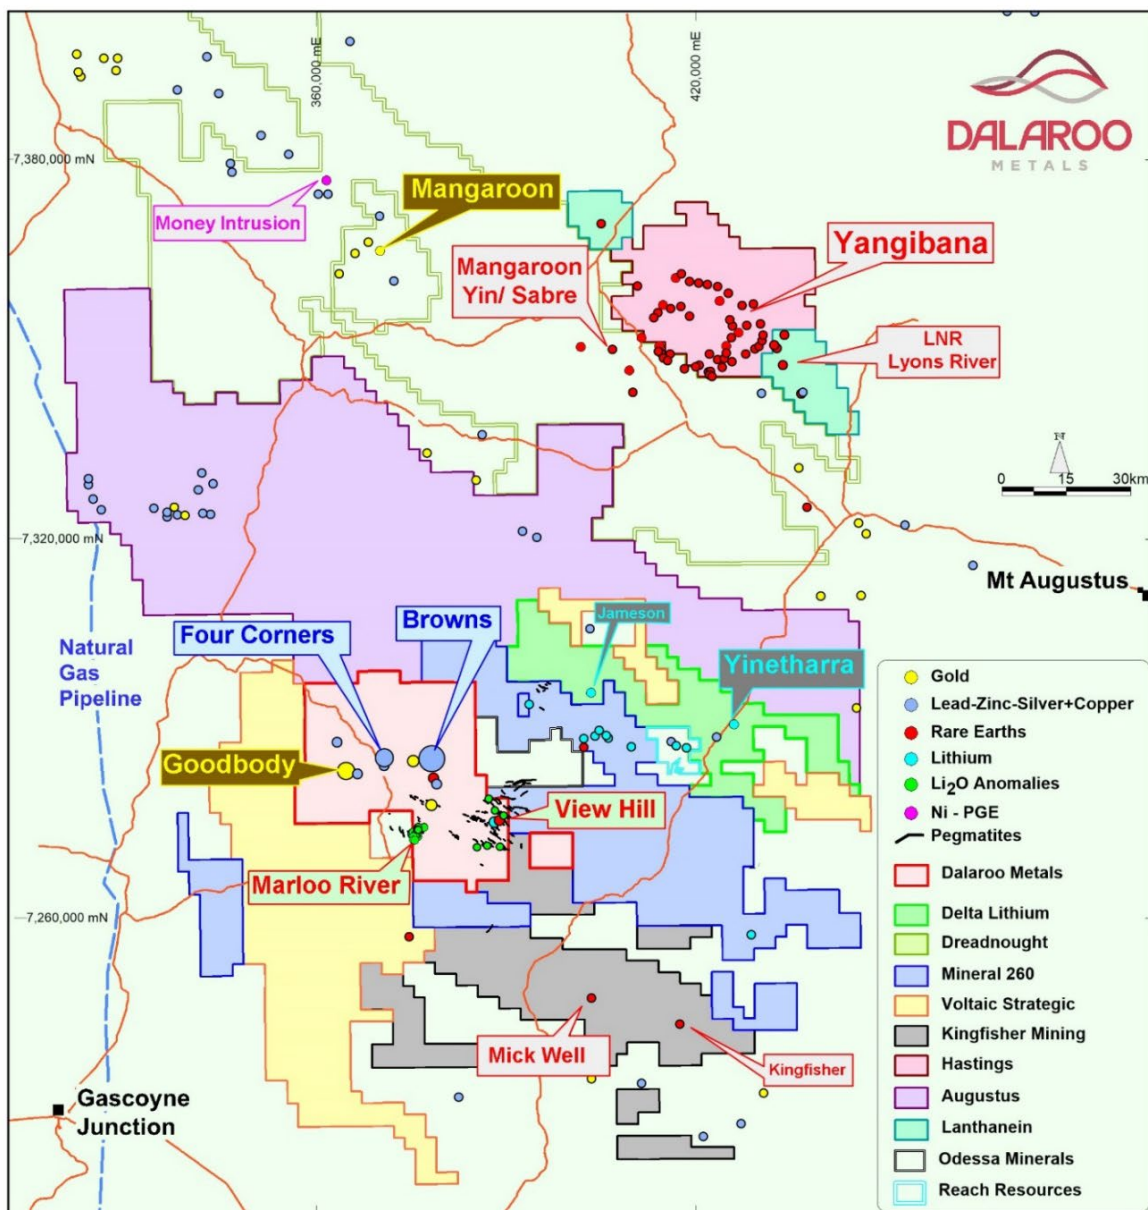 360,000 mE
420,000 mE
DALAROO
METALS
7,380,000 mN
Mangaroon
Money Intrusion
Yangibana
Mangaroon
Yin/ Sabre
LNR
Lyons River
N
0 15 30km
7,320,000 mN
Mt Augustus
Jameson
Browns
Four Corners
Yinetharra
Natural
Gas
Pipeline
Goodbody
View Hill
Marloo River
7,260,000 mN
Mick Well
Kingfisher
Gascoyne
Junction
Gold
Lead-Zinc-Silver+Copper
Rare Earths
Lithium
Li2O Anomalies
Ni - PGE
Pegmatites
Dalaroo Metals
Delta Lithium
Dreadnought
Mineral 260
Voltaic Strategic
Kingfisher Mining
Hastings
Augustus
Lanthanein
Odessa Minerals
Reach Resources